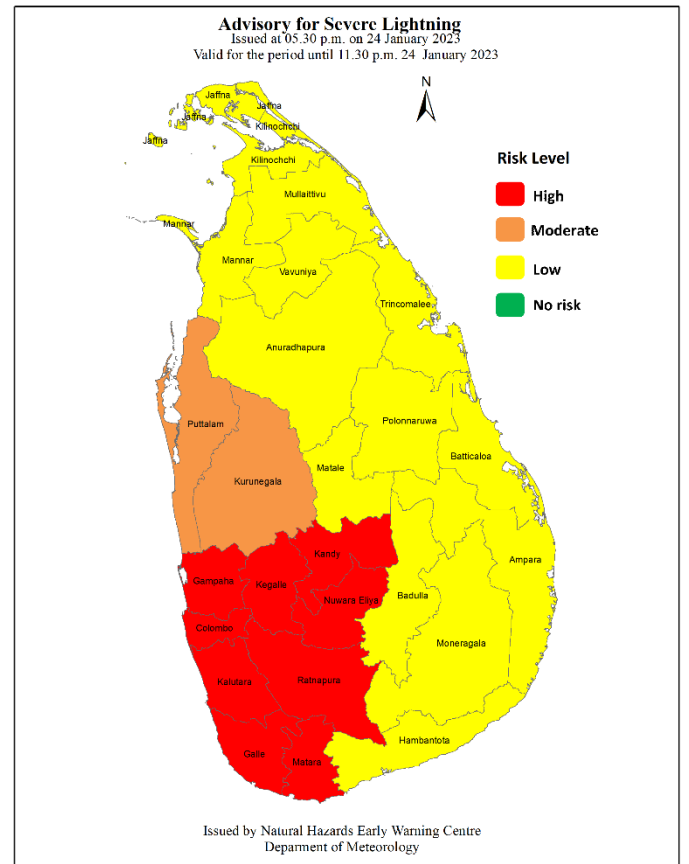 Advisory for Severe Lightning
Issued at 05.30 p.m. on 24 January 2023
Valid for the period until 11.30 p.m. 24 January 2023
N
Jaffna
Jaffna
Jaffna
Kilinochchi
Jaffna
Kilinochchi
Risk Level
High
Mullaittivu
Moderate
Mannar
Mannar
Vavuniya
Low
Trincomalee
No risk
Anuradhapura
Polonnaruwa
Puttalam
Batticaloa
Matale
Kurunegala
Kandy
Ampara
Gampaha
Kegalle
Badulla
Nuwara Eliya
Colombo
Moneragala
Kalutara
Ratnapura
Hambantota
Galle
Matara
Issued by Natural Hazards Early Warning Centre
Deparment of Meteorology